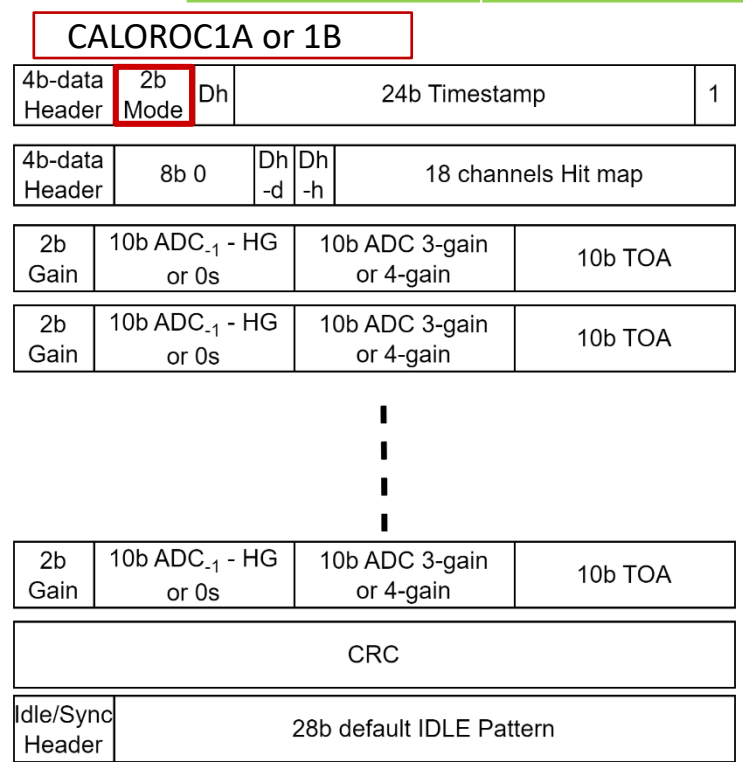 CALOROC1A or 1B
4b-data Header 2b Mode Dh 24b Timestamp 1
4b-data Header 8b 0 Dh -d Dh -h 18 channels Hit map
2b Gain 10b ADC-1 - HG or 0s 10b ADC 3-gain or 4-gain 10b TOA
2b Gain 10b ADC-1 - HG or 0s 10b ADC 3-gain or 4-gain 10b TOA
2b Gain 10b ADC-1 - HG or 0s 10b ADC 3-gain or 4-gain 10b TOA
CRC
Idle/Sync Header 28b default IDLE Pattern